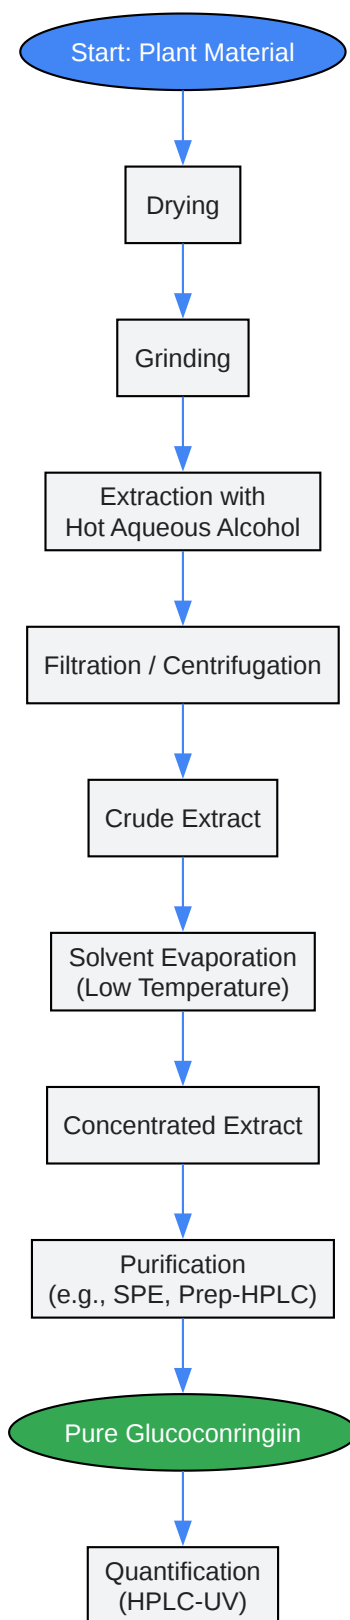 Start: Plant Material
Drying
Grinding
Extraction with
Hot Aqueous Alcohol
Filtration / Centrifugation
Crude Extract
Solvent Evaporation
(Low Temperature)
Concentrated Extract
Purification
(e.g., SPE, Prep-HPLC)
Pure Glucoconringiin
Quantification
(HPLC-UV)